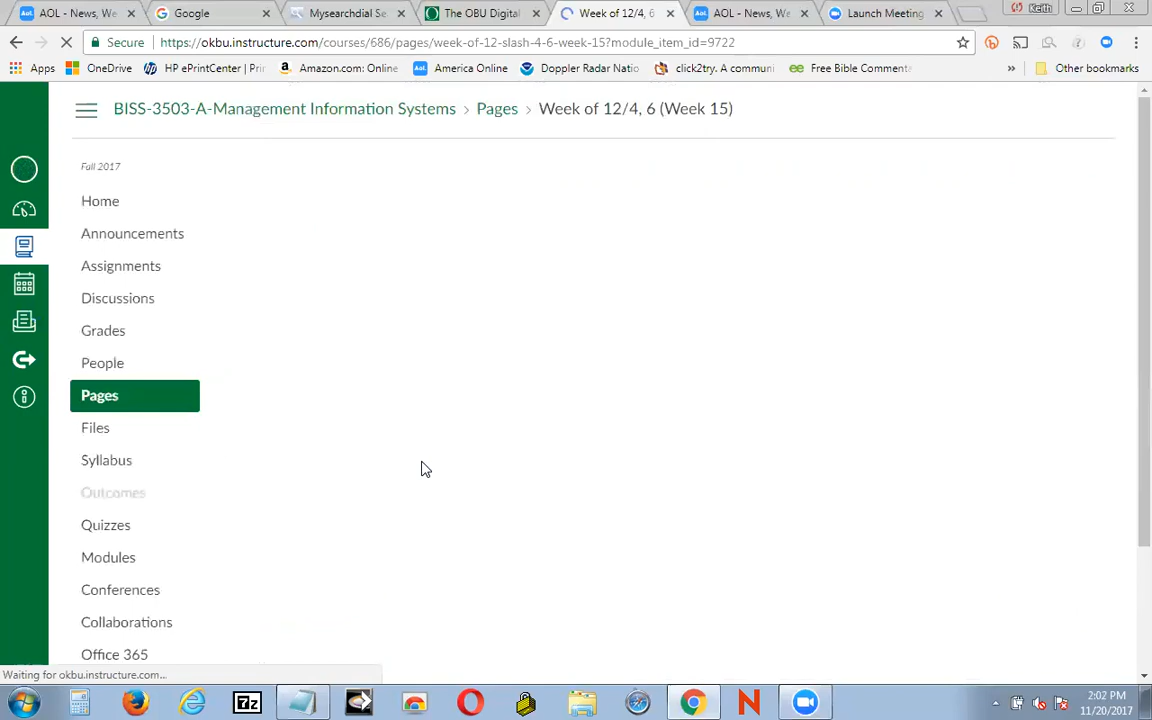 AOL - News, We
Google
Mysearchdial Se
The OBU Digital
Week of 12/4, 6
AOL - News, We
Launch Meeting
Keith
Secure
https://okbu.instructure.com/courses/686/pages/week-of-12-slash-4-6-week-15?module_item_id=9722
Apps
OneDrive
HP ePrintCenter | Pri
Amazon.com: Online
America Online
Doppler Radar Natio
click2try. A communi
Free Bible Comment
»
Other bookmarks
BISS-3503-A-Management Information Systems > Pages > Week of 12/4, 6 (Week 15)
Fall 2017
Home
Announcements
Assignments
Discussions
Grades
People
Pages
Files
Syllabus
Outcomes
Quizzes
Modules
Conferences
Collaborations
Office 365
Waiting for okbu.instructure.com...
2:02 PM
11/20/2017